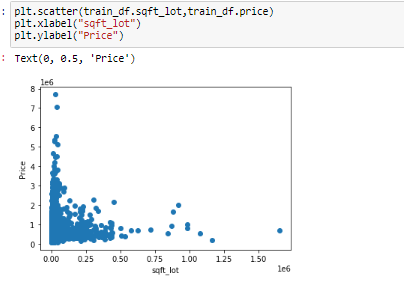 : plt.scatter(train_df.sqft_lot,train_df.price)
plt.xlabel("sqft_lot")
plt.ylabel("Price")
: Text(0, 0.5, 'Price')
1e6
8
7
6
5
4
3
2
1
0
Price
0.00 0.25 0.50 0.75 1.00 1.25 1.50
sqft_lot
1e6